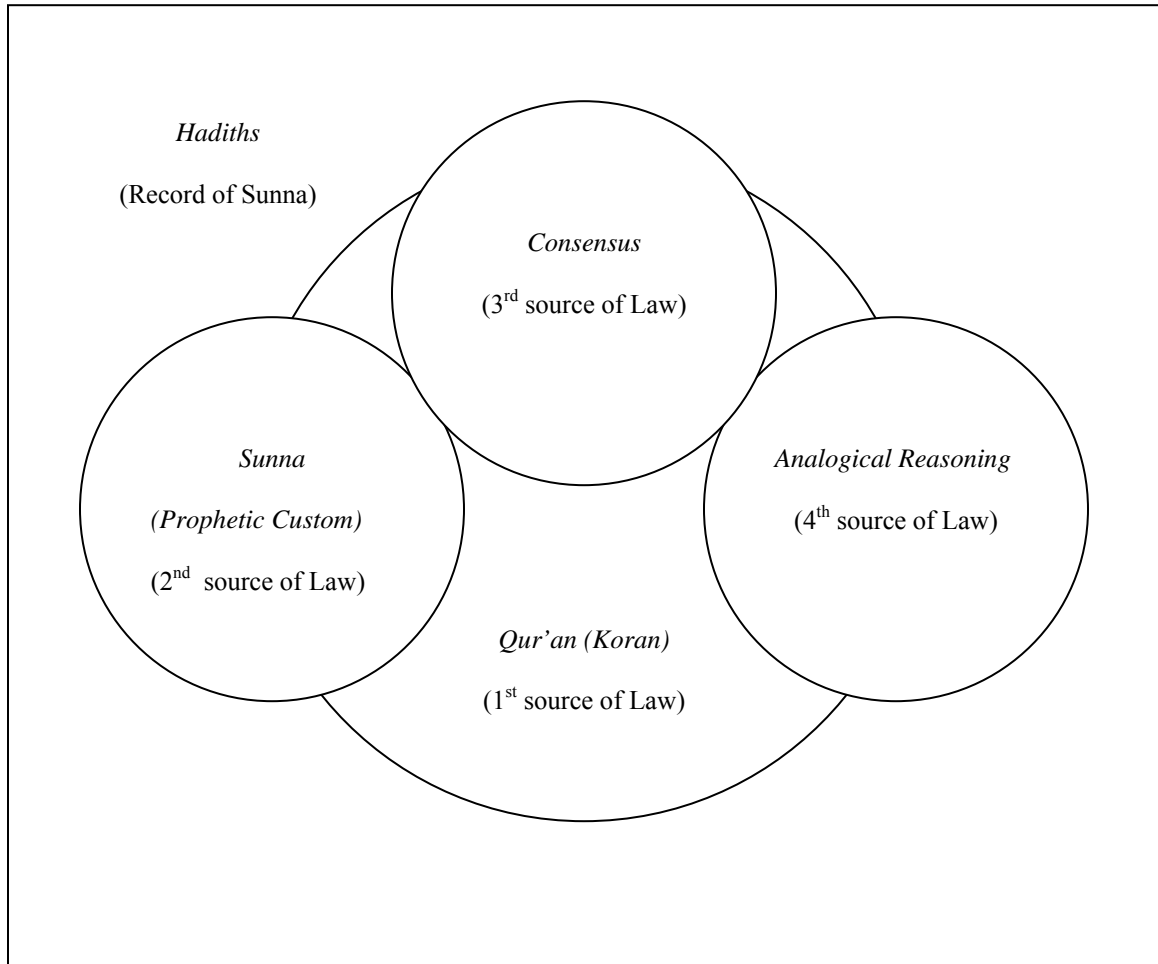 Hadiths
(Record of Sunna)
Consensus
(3rd source of Law)
Sunna
(Prophetic Custom)
(2nd source of Law)
Analogical Reasoning
(4th source of Law)
Qur’an (Koran)
(1st source of Law)